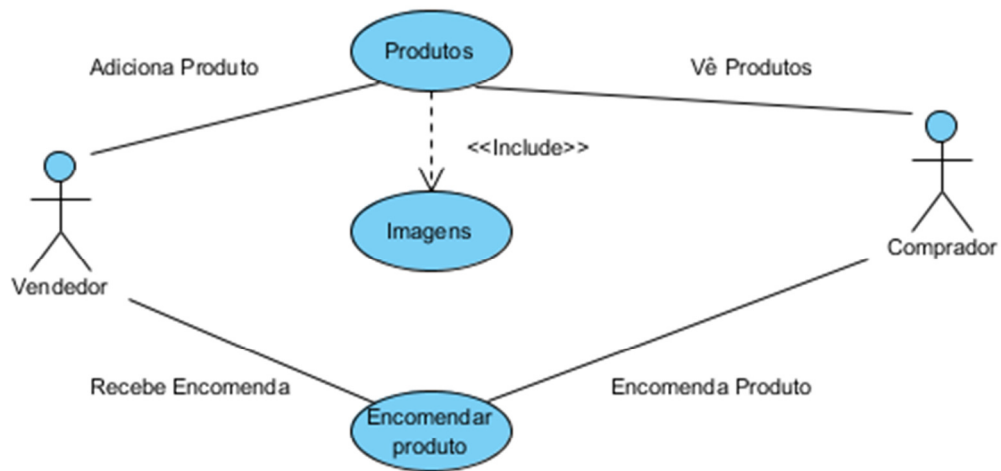 Produtos
Adiciona Produto
Vê Produtos
<<Include>>
Imagens
Vendedor
Comprador
Recebe Encomenda
Encomenda Produto
Encomendar
produto